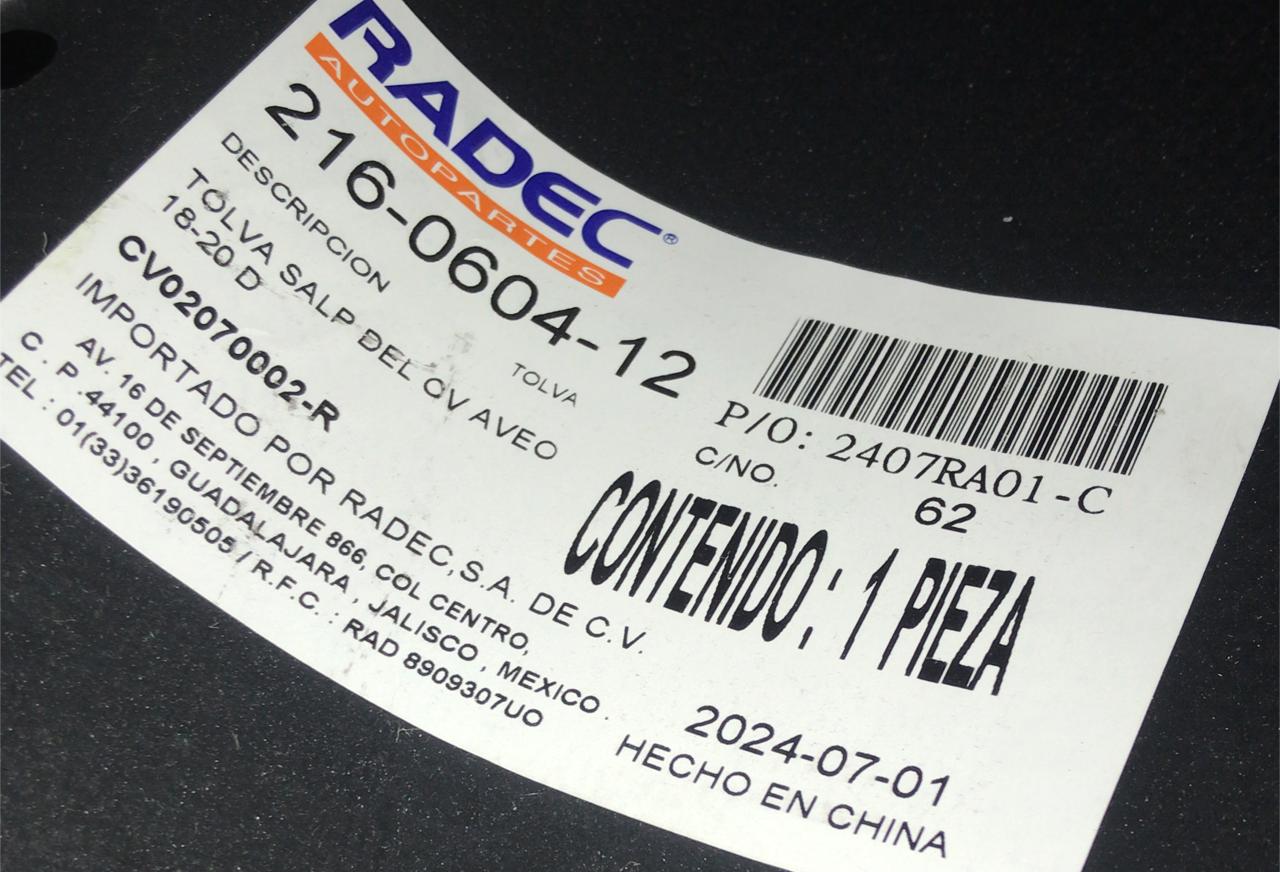 RADEC®
AUTOPARTES
216-0604-12
DESCRIPCION
TOLVA
TOLVA SALP DEL CV AVEO
18-20 D
CV02070002-R
IMPORTADO POR RADEC,S.A. DE C.V.
AV. 16 DE SEPTIEMBRE 866, COL CENTRO,
C . P .44100 , GUADALAJARA , JALISCO , MEXICO .
TEL : 01(33)36190505 / R.F.C. : RAD 8909307UO
P/O: 2407RA01-C
C/NO. 62
CONTENIDO: 1 PIEZA
2024-07-01
HECHO EN CHINA